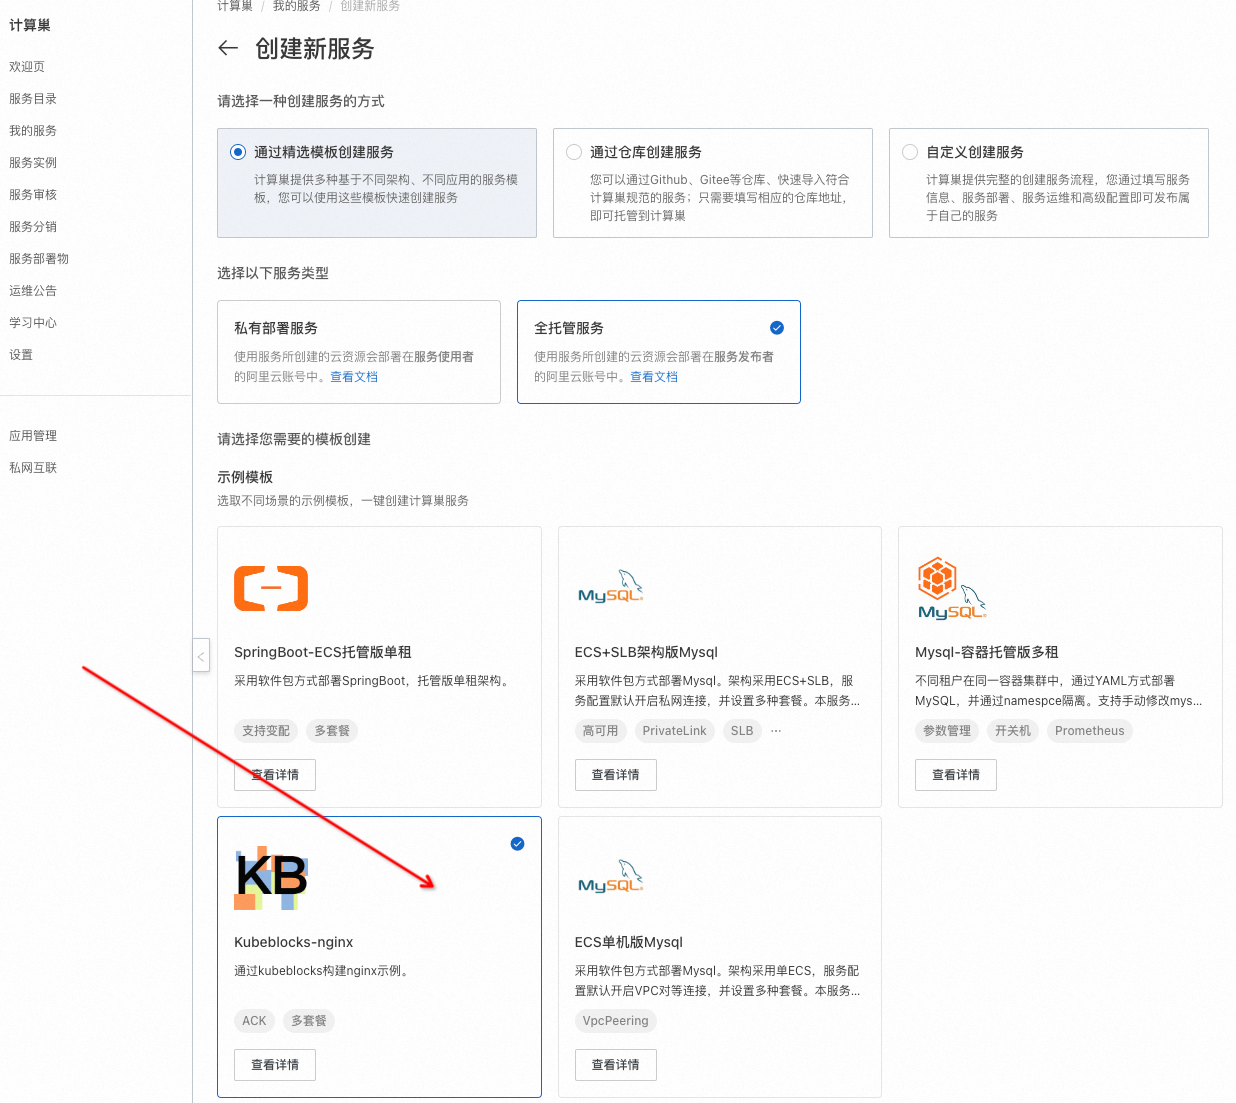 计算巢
欢迎页
服务目录
我的服务
服务实例
服务审核
服务分销
服务部署物
运维公告
学习中心
设置
应用管理
私网互联
计算巢 / 我的服务 / 创建新服务
创建新服务
请选择一种创建服务的方式
通过精选模板创建服务
计算巢提供多种基于不同架构、不同应用的服务模
板，您可以使用这些模板快速创建服务
通过仓库创建服务
您可以通过Github、Gitee等仓库、快速导入符合
计算巢规范的服务；只需要填写相应的仓库地址，
即可托管到计算巢
自定义创建服务
计算巢提供完整的创建服务流程，您通过填写服务
信息、服务部署、服务运维和高级配置即可发布属
于自己的服务
选择以下服务类型
私有部署服务
使用服务所创建的云资源会部署在服务使用者
的阿里云账号中。查看文档
全托管服务
使用服务所创建的云资源会部署在服务发布者
的阿里云账号中。查看文档
请选择您需要的模板创建
示例模板
选取不同场景的示例模板，一键创建计算巢服务
SpringBoot-ECS托管版单租
采用软件包方式部署SpringBoot，托管版单租架构。
支持变配 多套餐
查看详情
MySQL
ECS+SLB架构版Mysql
采用软件包方式部署Mysql。架构采用ECS+SLB，服
务配置默认开启私网连接，并设置多种套餐。本服务...
高可用 PrivateLink SLB ...
查看详情
MySQL
Mysql-容器托管版多租
不同租户在同一容器集群中，通过YAML方式部署
MySQL，并通过namespce隔离。支持手动修改mys...
参数管理 开关机 Prometheus
查看详情
KB
Kubeblocks-nginx
通过kubeblocks构建nginx示例。
ACK 多套餐
查看详情
MySQL
ECS单机版Mysql
采用软件包方式部署Mysql。架构采用单ECS，服务配
置默认开启VPC对等连接，并设置多种套餐。本服务...
VpcPeering
查看详情